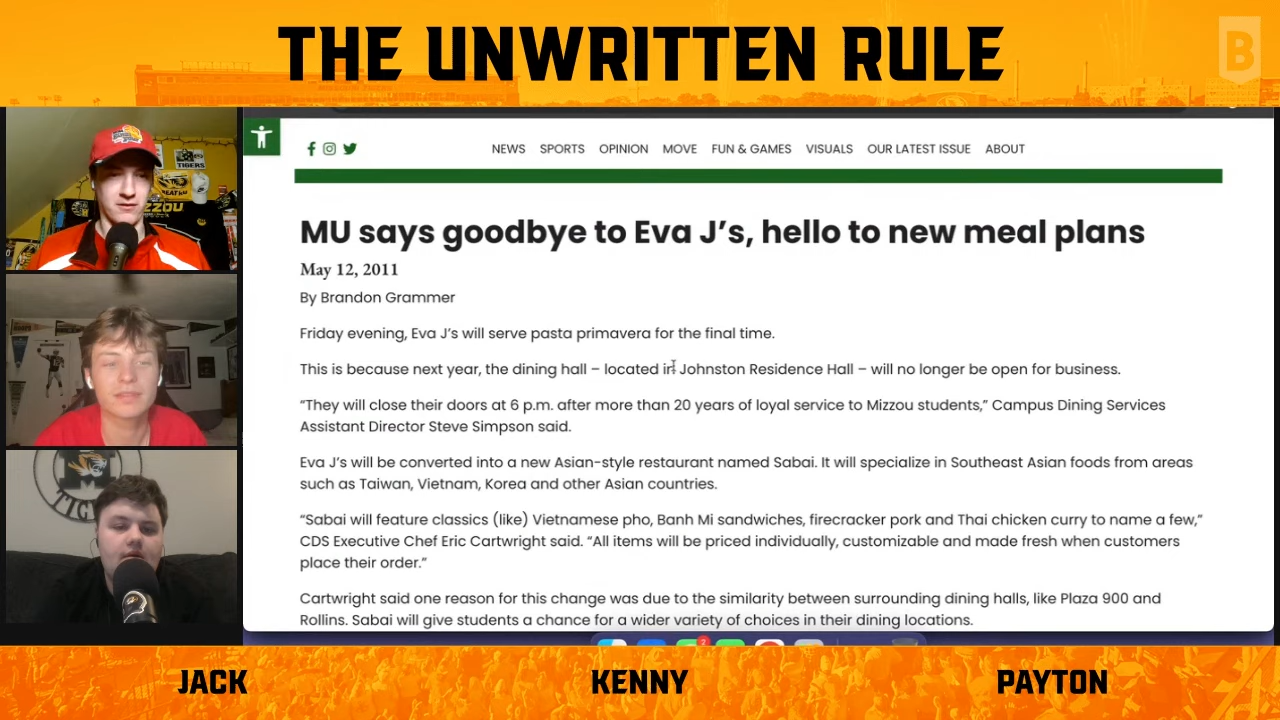 THE UNWRITTEN RULE
B
TIGERS
NEWS SPORTS OPINION MOVE FUN & GAMES VISUALS OUR LATEST ISSUE ABOUT
MU says goodbye to Eva J’s, hello to new meal plans
May 12, 2011
By Brandon Grammer
Friday evening, Eva J’s will serve pasta primavera for the final time.
This is because next year, the dining hall – located in Johnston Residence Hall – will no longer be open for business.
“They will close their doors at 6 p.m. after more than 20 years of loyal service to Mizzou students,” Campus Dining Services
Assistant Director Steve Simpson said.
Eva J’s will be converted into a new Asian-style restaurant named Sabai. It will specialize in Southeast Asian foods from areas
such as Taiwan, Vietnam, Korea and other Asian countries.
“Sabai will feature classics (like) Vietnamese pho, Banh Mi sandwiches, firecracker pork and Thai chicken curry to name a few,”
CDS Executive Chef Eric Cartwright said. “All items will be priced individually, customizable and made fresh when customers
place their order.”
Cartwright said one reason for this change was due to the similarity between surrounding dining halls, like Plaza 900 and
Rollins. Sabai will give students a chance for a wider variety of choices in their dining locations.
2
JACK KENNY PAYTON